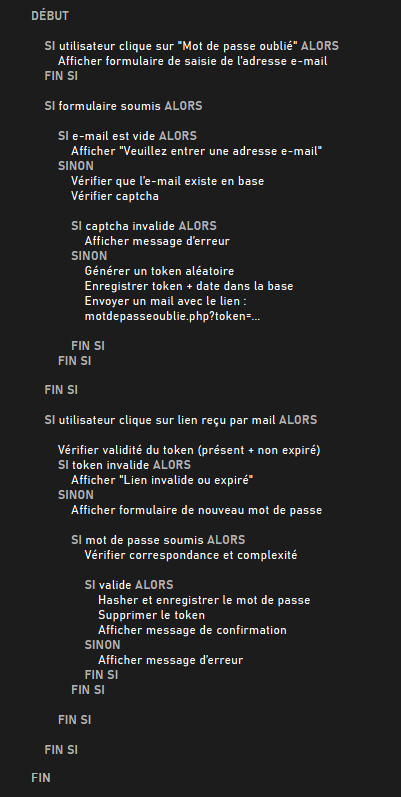 DÉBUT
SI utilisateur clique sur "Mot de passe oublié" ALORS
Afficher formulaire de saisie de l'adresse e-mail
FIN SI
SI formulaire soumis ALORS
SI e-mail est vide ALORS
Afficher "Veuillez entrer une adresse e-mail"
SINON
Vérifier que l'e-mail existe en base
Vérifier captcha
SI captcha invalide ALORS
Afficher message d'erreur
SINON
Générer un token aléatoire
Enregistrer token + date dans la base
Envoyer un mail avec le lien :
motdepasseoublie.php?token=...
FIN SI
FIN SI
FIN SI
SI utilisateur clique sur lien reçu par mail ALORS
Vérifier validité du token (présent + non expiré)
SI token invalide ALORS
Afficher "Lien invalide ou expiré"
SINON
Afficher formulaire de nouveau mot de passe
SI mot de passe soumis ALORS
Vérifier correspondance et complexité
SI valide ALORS
Hasher et enregistrer le mot de passe
Supprimer le token
Afficher message de confirmation
SINON
Afficher message d'erreur
FIN SI
FIN SI
FIN SI
FIN SI
FIN